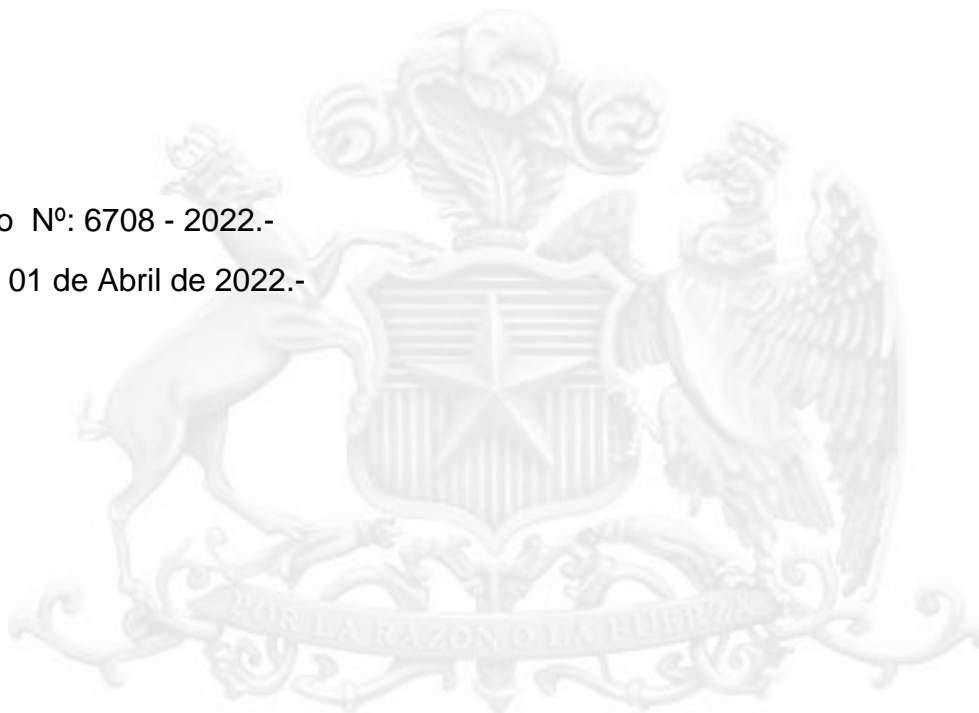 o Nº: 6708 - 2022.-
01 de Abril de 2022.-
POR LA RAZON O LA FUERZA